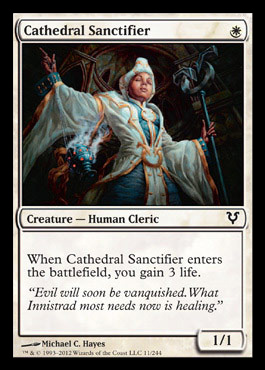 Cathedral Sanctifier
Creature — Human Cleric
When Cathedral Sanctifier enters
the battlefield, you gain 3 life.
“Evil will soon be vanquished. What
Innistrad most needs now is healing.”
1/1
Michael C. Hayes
™ & © 1993–2012 Wizards of the Coast LLC 11/244